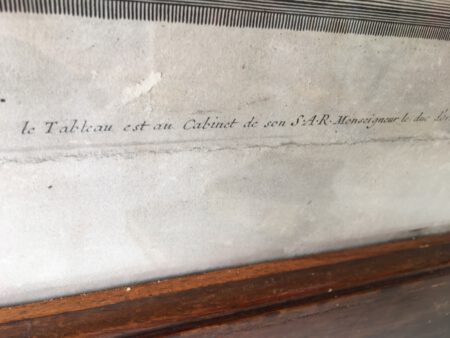 le Tableau est au Cabinet de son S.A.R. Monseigneur le duc